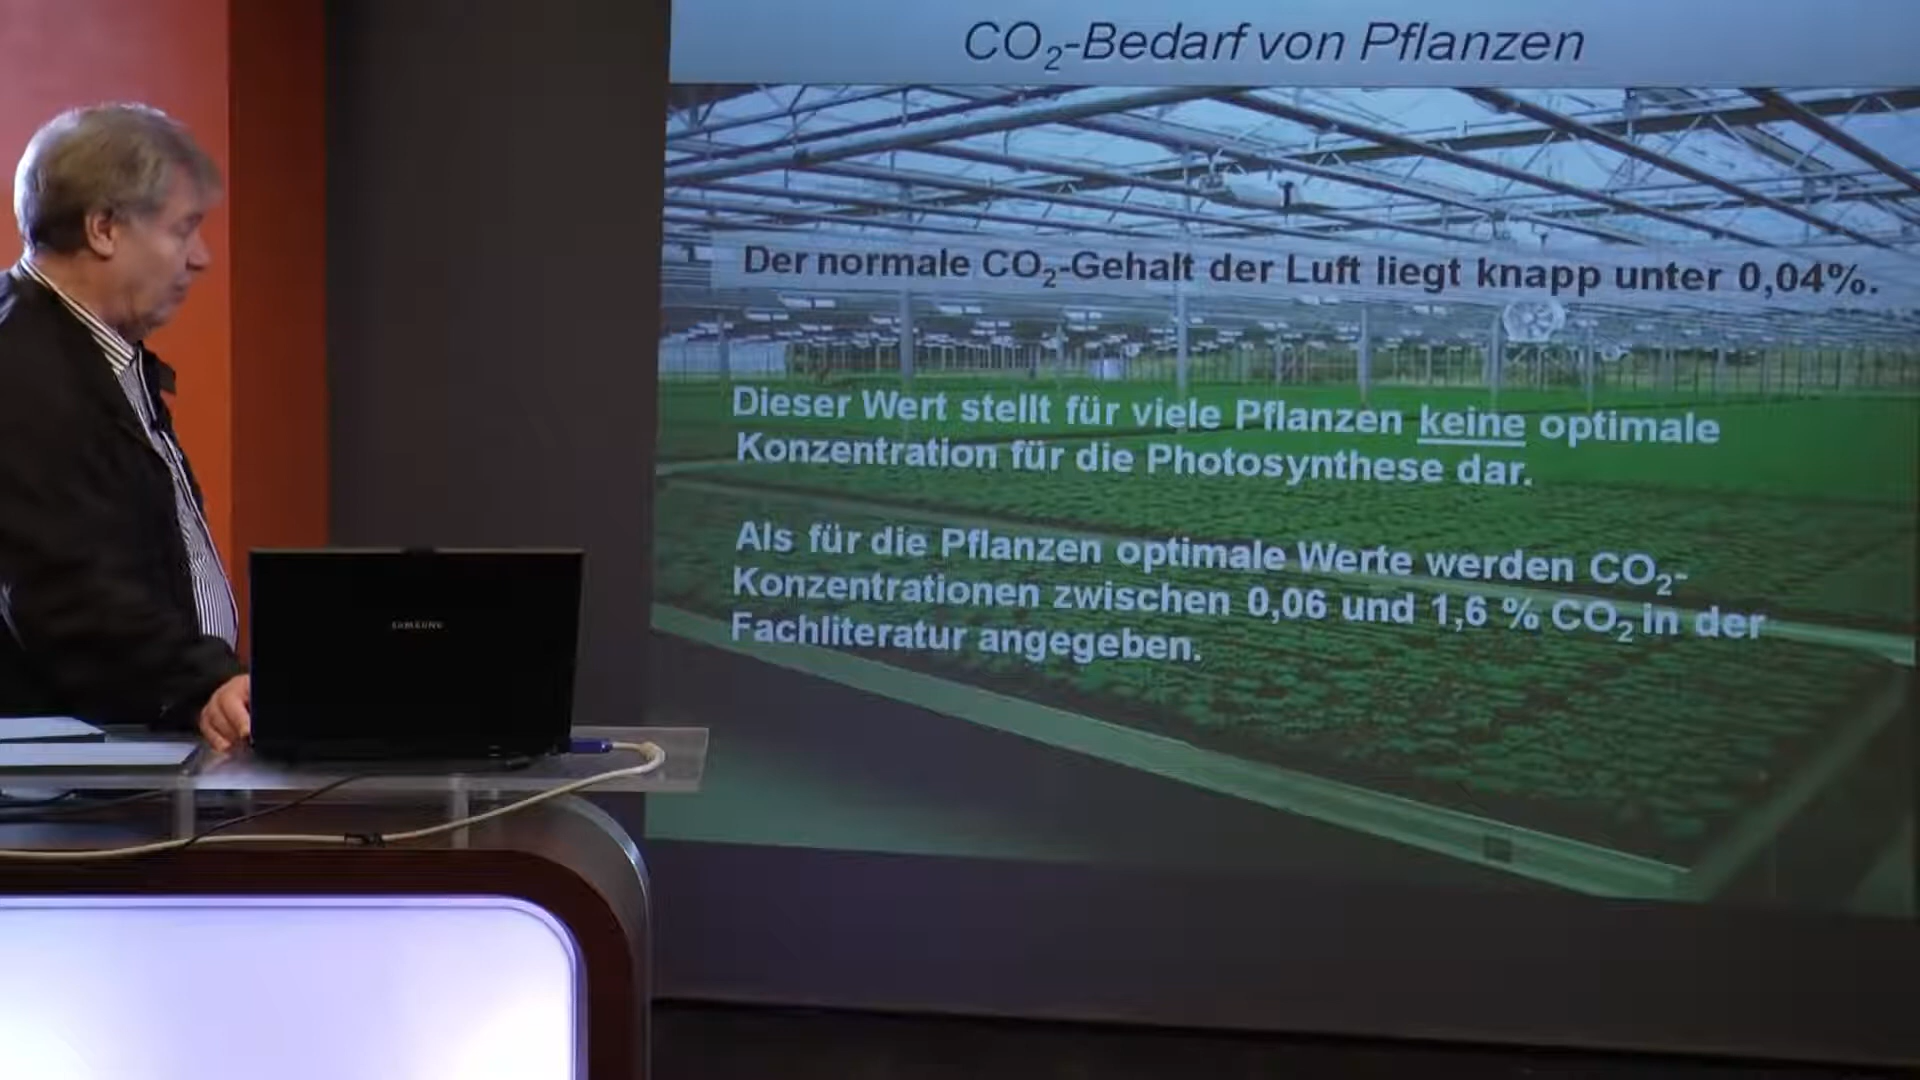 CO₂-Bedarf von Pflanzen
Der normale CO₂-Gehalt der Luft liegt knapp unter 0,04%.
Dieser Wert stellt für viele Pflanzen keine optimale
Konzentration für die Photosynthese dar.
Als für die Pflanzen optimale Werte werden CO₂-
Konzentrationen zwischen 0,06 und 1,6 % CO₂ in der
Fachliteratur angegeben.
SAMSUNG